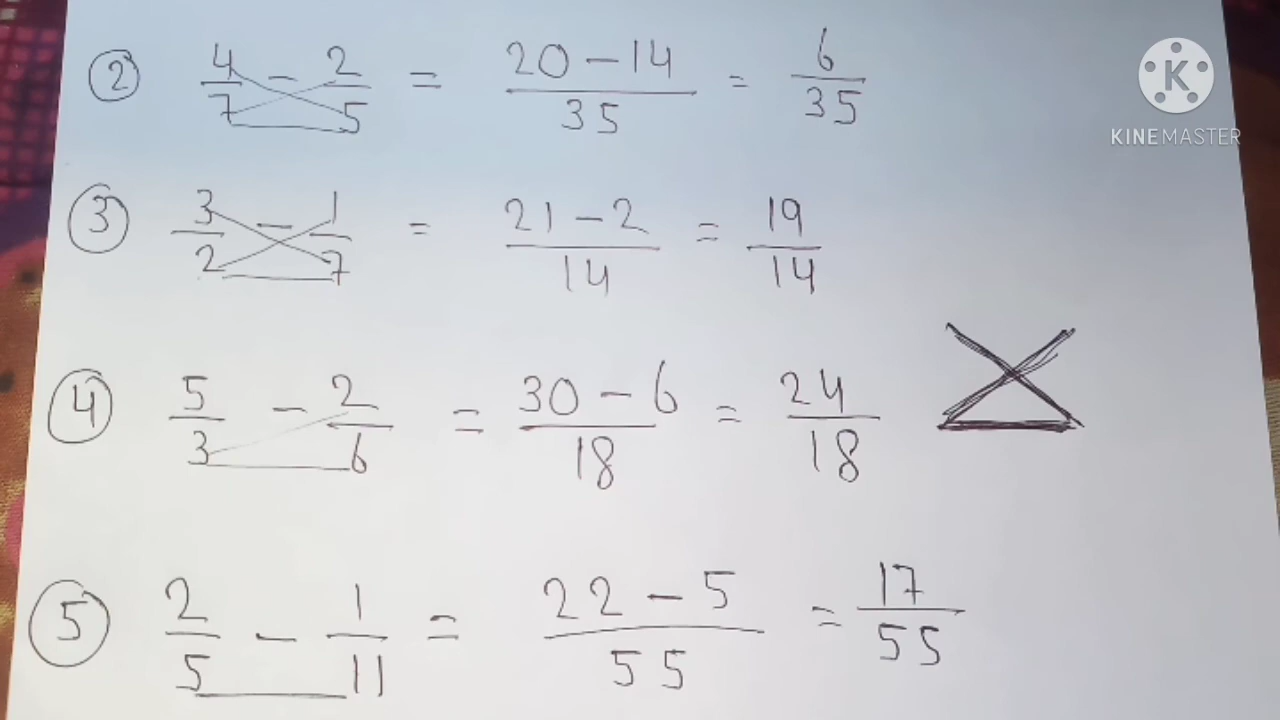 ② 4/7 - 2/5 = 20 - 14/35 = 6/35
③ 3/2 - 1/7 = 21 - 2/14 = 19/14
④ 5/3 - 2/6 = 30 - 6/18 = 24/18
⑤ 2/5 - 1/11 = 22 - 5/55 = 17/55
K
KINEMASTER